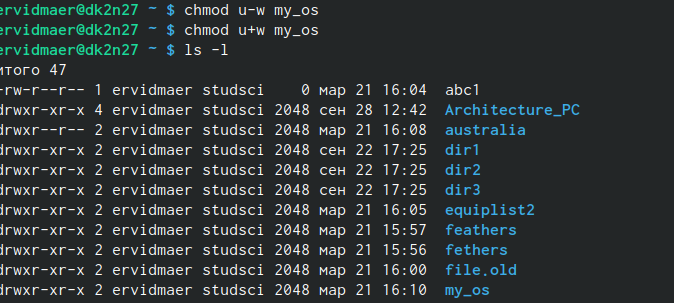 ervidmaer@dk2n27 ~ $ chmod u-w my_os
ervidmaer@dk2n27 ~ $ chmod u+w my_os
ervidmaer@dk2n27 ~ $ ls -l
итого 47
-rw-r--r-- 1 ervidmaer studsci    0 мар 21 16:04 abc1
drwxr-xr-x 4 ervidmaer studsci 2048 сен 28 12:42 Architecture_PC
drwxr--r-- 2 ervidmaer studsci 2048 мар 21 16:08 australia
drwxr-xr-x 2 ervidmaer studsci 2048 сен 22 17:25 dir1
drwxr-xr-x 2 ervidmaer studsci 2048 сен 22 17:25 dir2
drwxr-xr-x 2 ervidmaer studsci 2048 сен 22 17:25 dir3
drwxr-xr-x 2 ervidmaer studsci 2048 мар 21 16:05 equiplist2
drwxr-xr-x 2 ervidmaer studsci 2048 мар 21 15:57 feathers
drwxr-xr-x 2 ervidmaer studsci 2048 мар 21 15:56 fethers
drwxr-xr-x 2 ervidmaer studsci 2048 мар 21 16:00 file.old
drwxr-xr-x 2 ervidmaer studsci 2048 мар 21 16:10 my_os